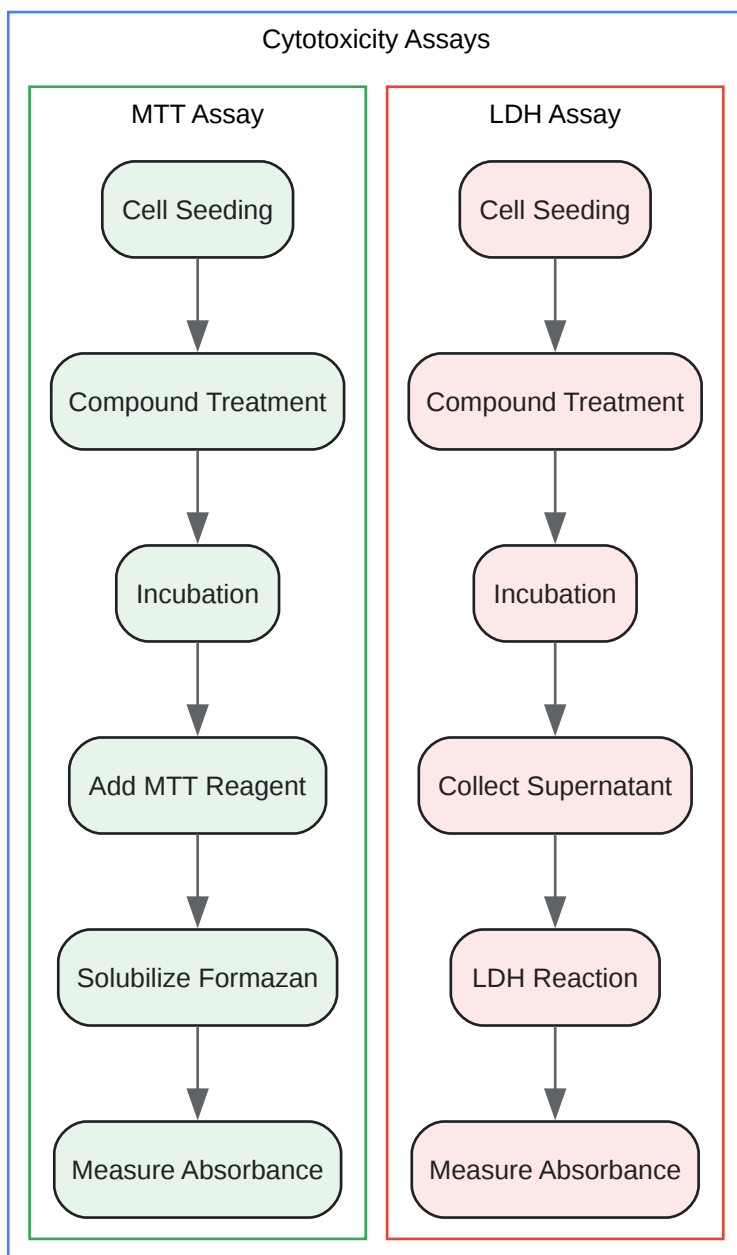 Cytotoxicity Assays
MTT Assay
Cell Seeding
Compound Treatment
Incubation
Add MTT Reagent
Solubilize Formazan
Measure Absorbance
LDH Assay
Cell Seeding
Compound Treatment
Incubation
Collect Supernatant
LDH Reaction
Measure Absorbance